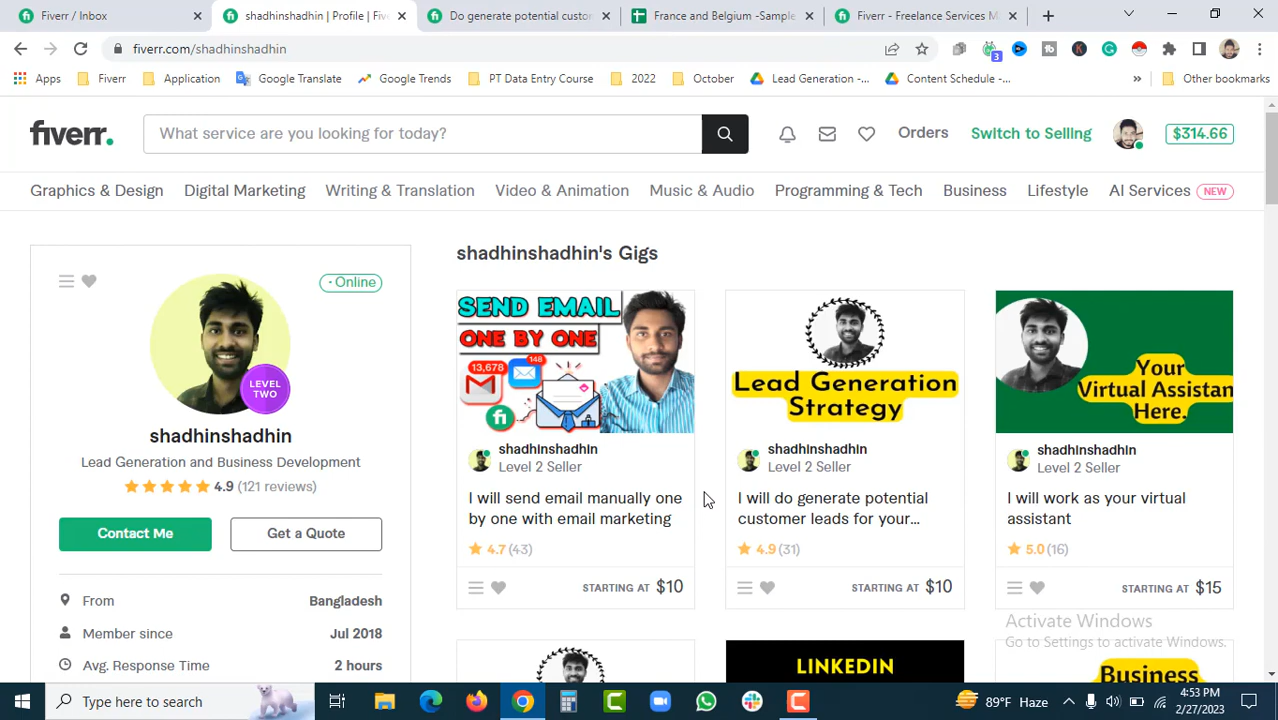 Fiverr / Inbox
shadhinshadhin | Profile | Five
Do generate potential custom
France and Belgium -Sample
Fiverr - Freelance Services M
fiverr.com/shadhinshadhin
3
Apps
Fiverr
Application
Google Translate
Google Trends
PT Data Entry Course
2022
October
Lead Generation -...
Content Schedule -...
Other bookmarks
fiverr.
What service are you looking for today?
Orders
Switch to Selling
$314.66
Graphics & Design
Digital Marketing
Writing & Translation
Video & Animation
Music & Audio
Programming & Tech
Business
Lifestyle
AI Services
NEW
Online
LEVEL
TWO
shadhinshadhin
Lead Generation and Business Development
4.9 (121 reviews)
Contact Me
Get a Quote
From
Bangladesh
Member since
Jul 2018
Avg. Response Time
2 hours
shadhinshadhin's Gigs
SEND EMAIL
ONE BY ONE
13,678
148
fi
shadhinshadhin
Level 2 Seller
I will send email manually one
by one with email marketing
4.7 (43)
STARTING AT $10
Lead Generation
Strategy
shadhinshadhin
Level 2 Seller
I will do generate potential
customer leads for your...
4.9 (31)
STARTING AT $10
Your
Virtual Assistan
Here.
shadhinshadhin
Level 2 Seller
I will work as your virtual
assistant
5.0 (16)
STARTING AT $15
LINKEDIN
Business
Activate Windows
Go to Settings to activate Windows.
Type here to search
89°F Haze
4:53 PM
2/27/2023